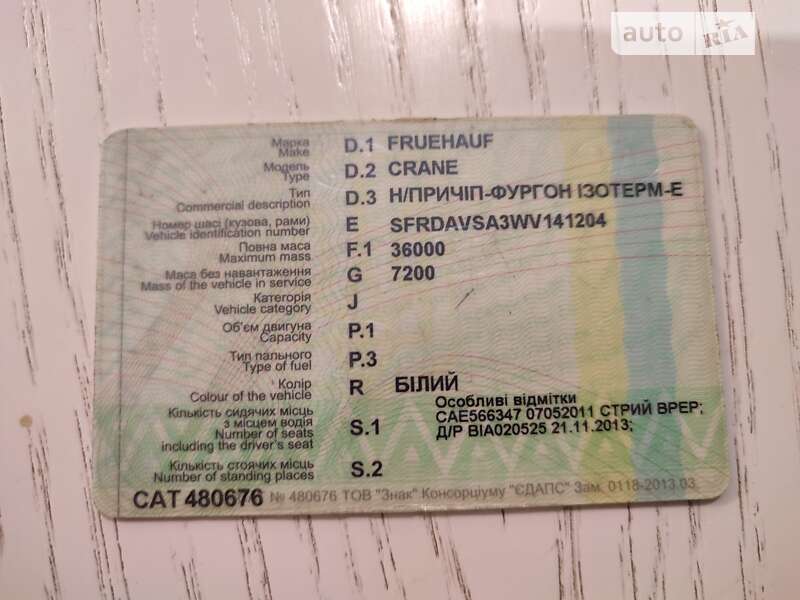 auto RIA
Марка
Make D.1 FRUEHAUF
Модель
Type D.2 CRANE
Тип
Commercial description D.3 Н/ПРИЧІП-ФУРГОН ІЗОТЕРМ-Е
Номер шасі (кузова, рами)
Vehicle identification number E SFRDAVSA3WV141204
Повна маса
Maximum mass F.1 36000
Маса без навантаження
Mass of the vehicle in service G 7200
Категорія
Vehicle category J
Об'єм двигуна
Capacity P.1
Тип пального
Type of fuel P.3
Колір
Colour of the vehicle R БІЛИЙ
Особливі відмітки
САЕ566347 07052011 СТРИЙ ВРЕР;
Д/Р ВІА020525 21.11.2013;
Кількість сидячих місць
з місцем водія
Number of seats
including the driver's seat S.1
Кількість стоячих місць
Number of standing places S.2
САТ 480676 № 480676 ТОВ "Знак" Консорціуму "ЄДАПС" Зам. 0118-2013.03.